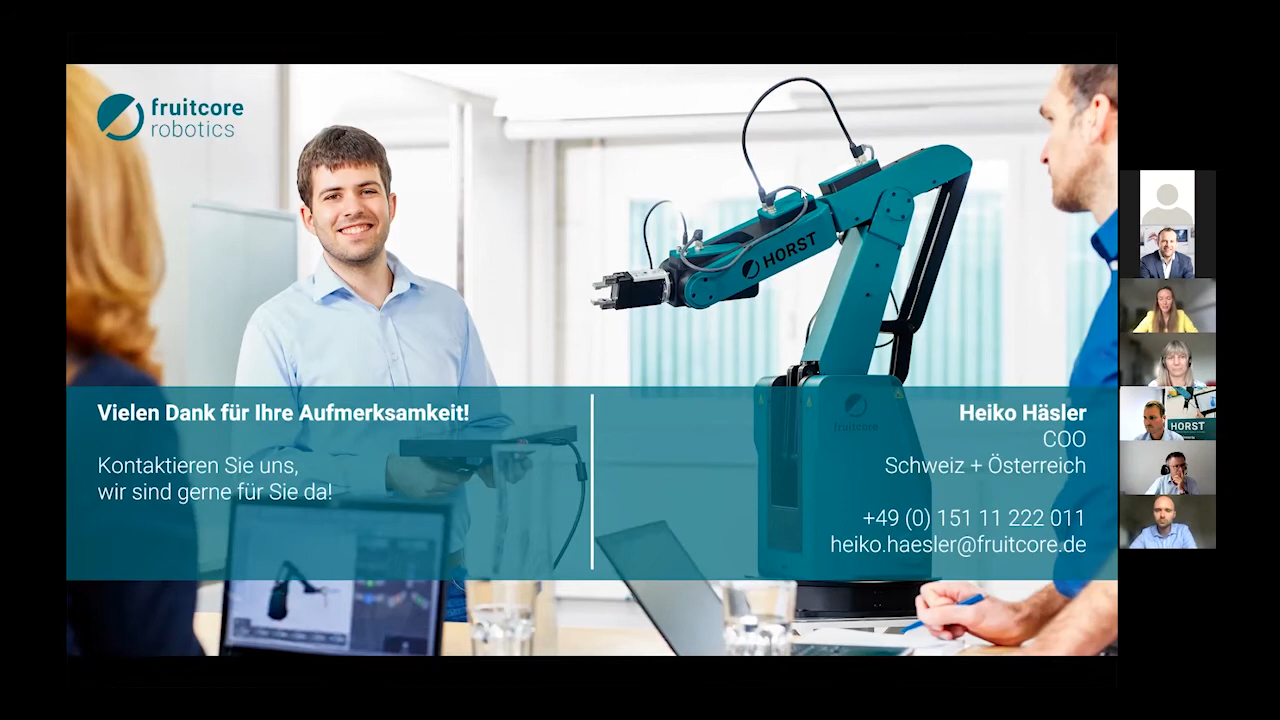 fruitcore
robotics
HORST
fruitcore
Vielen Dank für Ihre Aufmerksamkeit!
Kontaktieren Sie uns,
wir sind gerne für Sie da!
Heiko Häsler
COO
Schweiz + Österreich
+49 (0) 151 11 222 011
heiko.haesler@fruitcore.de
HORST